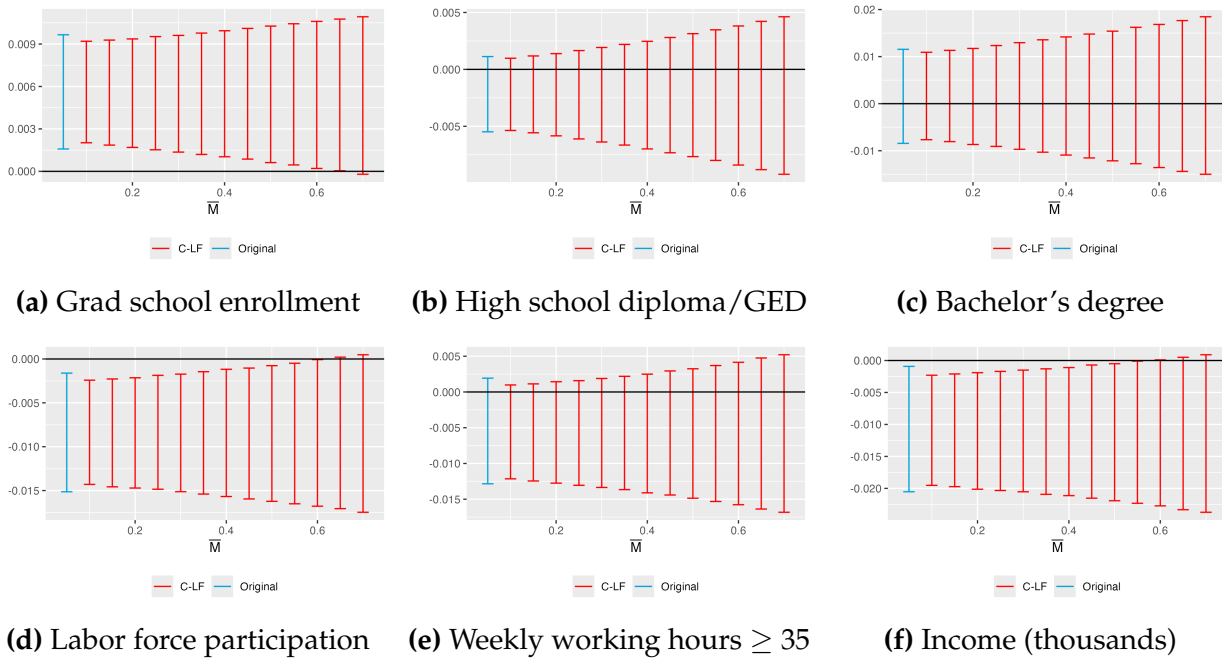 0.009
0.006
0.003
0.000
0.2 0.4 0.6
M̅
C-LF Original
(a) Grad school enrollment
0.005
0.000
-0.005
0.2 0.4 0.6
M̅
C-LF Original
(b) High school diploma/GED
0.02
0.01
0.00
-0.01
0.2 0.4 0.6
M̅
C-LF Original
(c) Bachelor's degree
0.000
-0.005
-0.010
-0.015
0.2 0.4 0.6
M̅
C-LF Original
(d) Labor force participation
0.005
0.000
-0.005
-0.010
-0.015
0.2 0.4 0.6
M̅
C-LF Original
(e) Weekly working hours ≥ 35
0.000
-0.005
-0.010
-0.015
-0.020
0.2 0.4 0.6
M̅
C-LF Original
(f) Income (thousands)